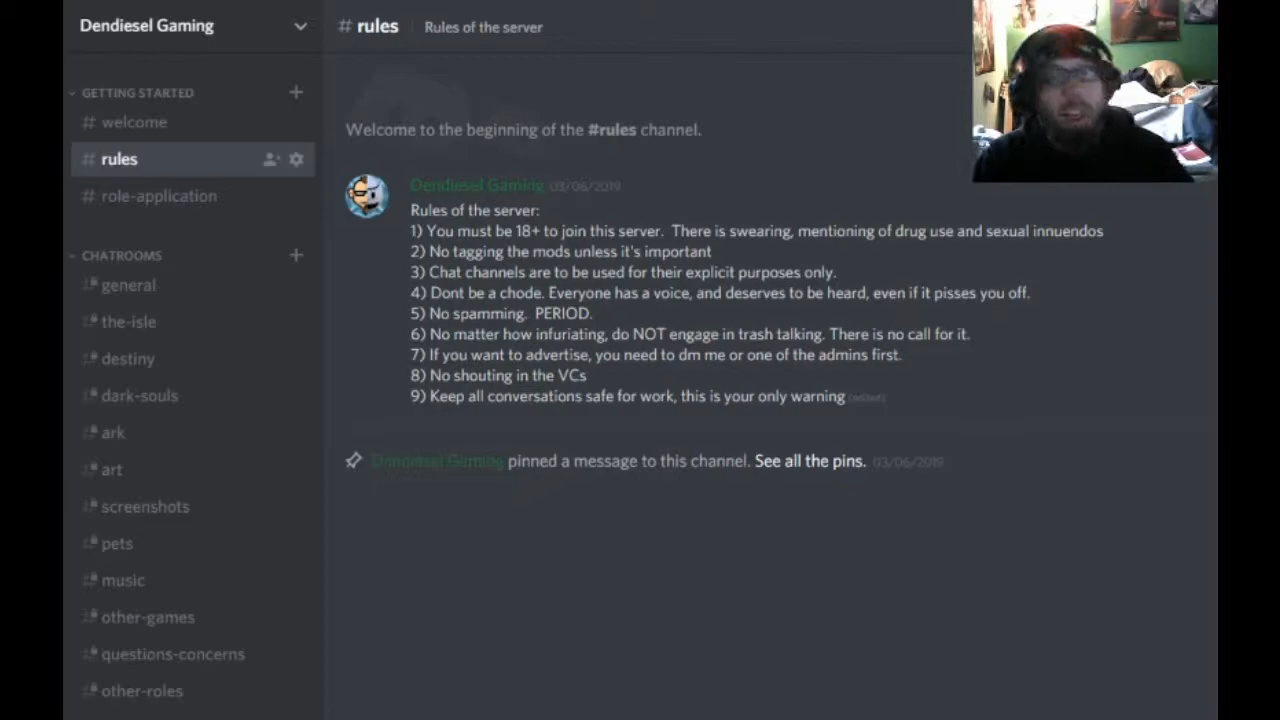 Dendiesel Gaming
# rules
Rules of the server
GETTING STARTED
# welcome
# rules
# role-application
CHATROOMS
general
the-isle
destiny
dark-souls
ark
art
screenshots
pets
music
other-games
questions-concerns
other-roles
Welcome to the beginning of the #rules channel.
Dendiesel Gaming 03/06/2019
Rules of the server:
1) You must be 18+ to join this server. There is swearing, mentioning of drug use and sexual innuendos
2) No tagging the mods unless it's important
3) Chat channels are to be used for their explicit purposes only.
4) Dont be a chode. Everyone has a voice, and deserves to be heard, even if it pisses you off.
5) No spamming. PERIOD.
6) No matter how infuriating, do NOT engage in trash talking. There is no call for it.
7) If you want to advertise, you need to dm me or one of the admins first.
8) No shouting in the VCs
9) Keep all conversations safe for work, this is your only warning (edited)
Dendiesel Gaming pinned a message to this channel. See all the pins. 03/06/2019